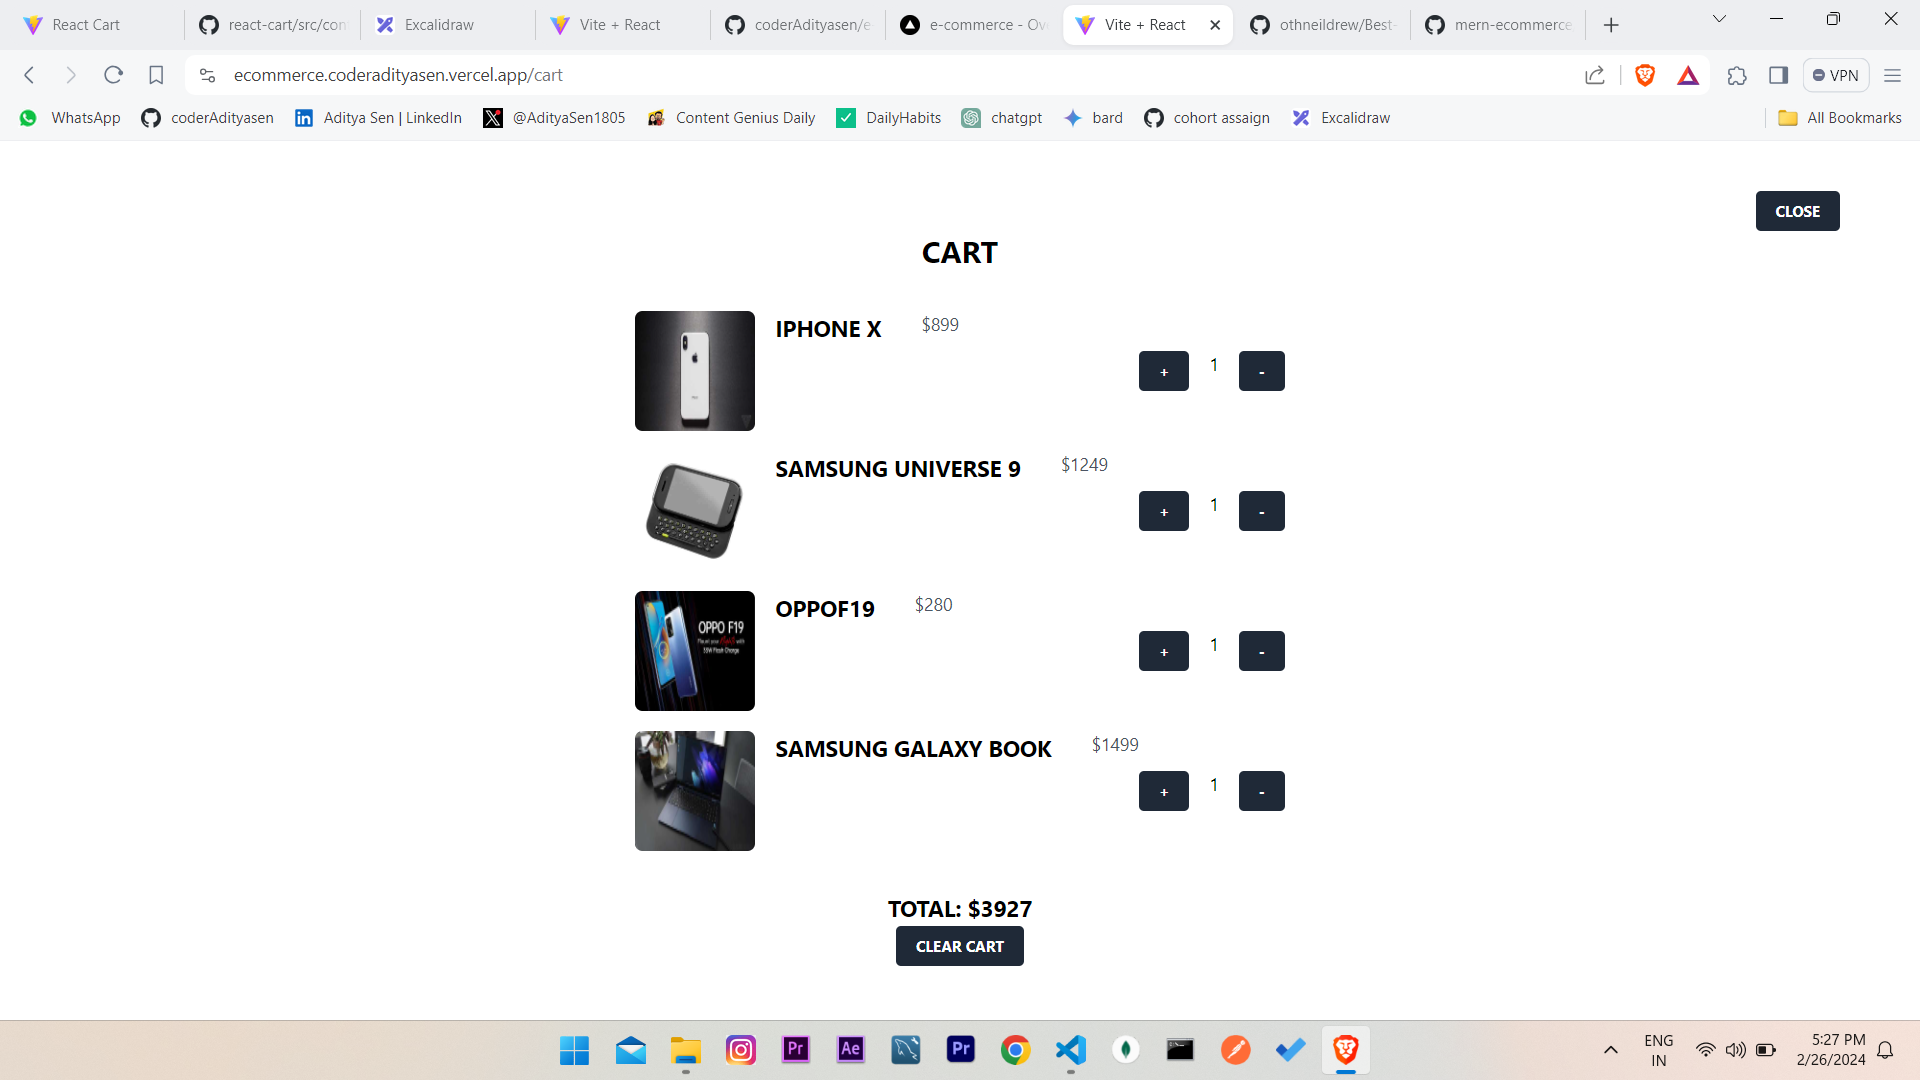 React Cart
react-cart/src/con
Excalidraw
Vite + React
coderAdityasen/e
e-commerce - Ov
Vite + React
othneildrew/Best-
mern-ecommerce
ecommerce.coderadityasen.vercel.app/cart
VPN
WhatsApp
coderAdityasen
Aditya Sen | LinkedIn
@AdityaSen1805
Content Genius Daily
DailyHabits
chatgpt
bard
cohort assaign
Excalidraw
All Bookmarks
CLOSE
CART
IPHONE X
$899
+ 1 -
SAMSUNG UNIVERSE 9
$1249
+ 1 -
OPPO F19
OPPOF19
$280
+ 1 -
SAMSUNG GALAXY BOOK
$1499
+ 1 -
TOTAL: $3927
CLEAR CART
Pr
Ae
Pr
ENG
IN
5:27 PM
2/26/2024